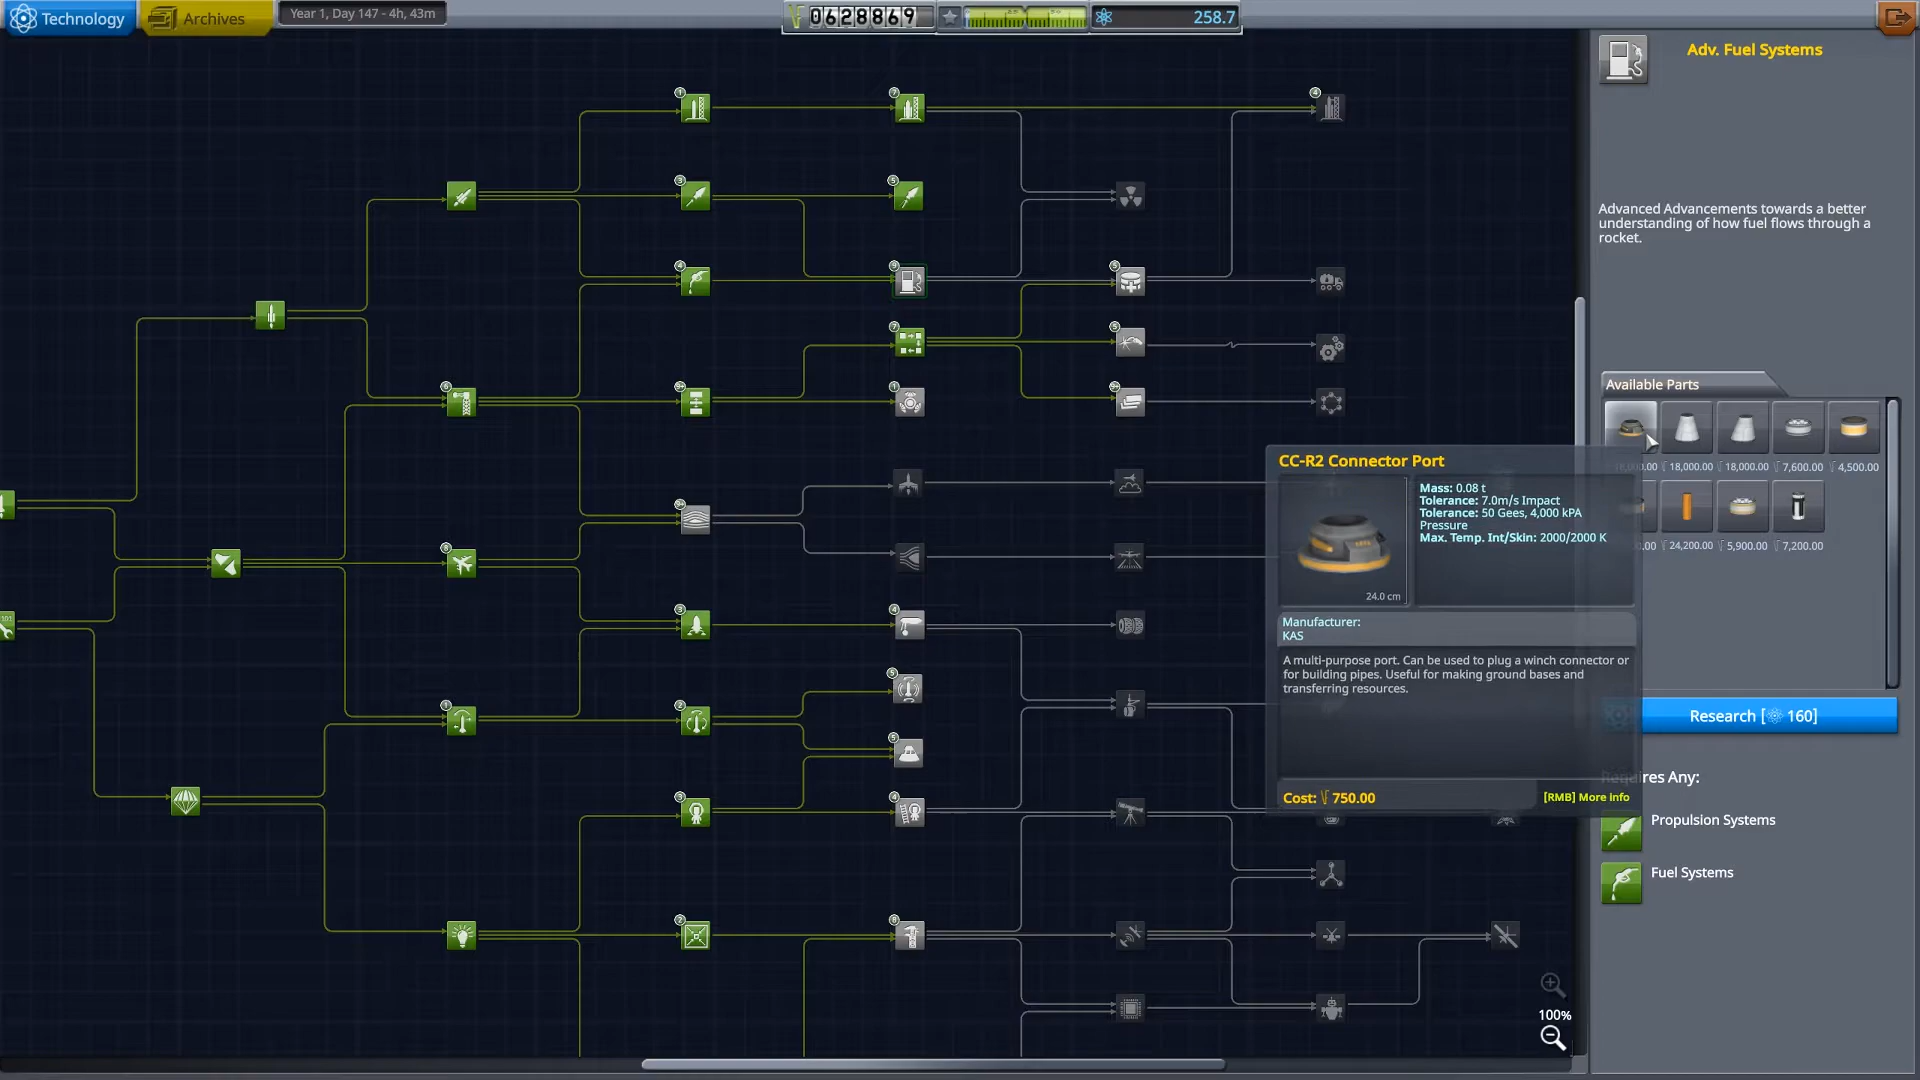 Technology
Archives
Year 1, Day 147 - 4h, 43m
0628869
258.7
Adv. Fuel Systems
Advanced Advancements towards a better
understanding of how fuel flows through a
rocket.
Available Parts
18,000.00
18,000.00
7,600.00
4,500.00
24,200.00
5,900.00
7,200.00
CC-R2 Connector Port
Mass: 0.08 t
Tolerance: 7.0m/s Impact
Tolerance: 50 Gees, 4,000 kPA
Pressure
Max. Temp. Int/Skin: 2000/2000 K
24.0 cm
Manufacturer:
KAS
A multi-purpose port. Can be used to plug a winch connector or
for building pipes. Useful for making ground bases and
transferring resources.
Cost: 750.00
[RMB] More info
Research [160]
Requires Any:
Propulsion Systems
Fuel Systems
100%